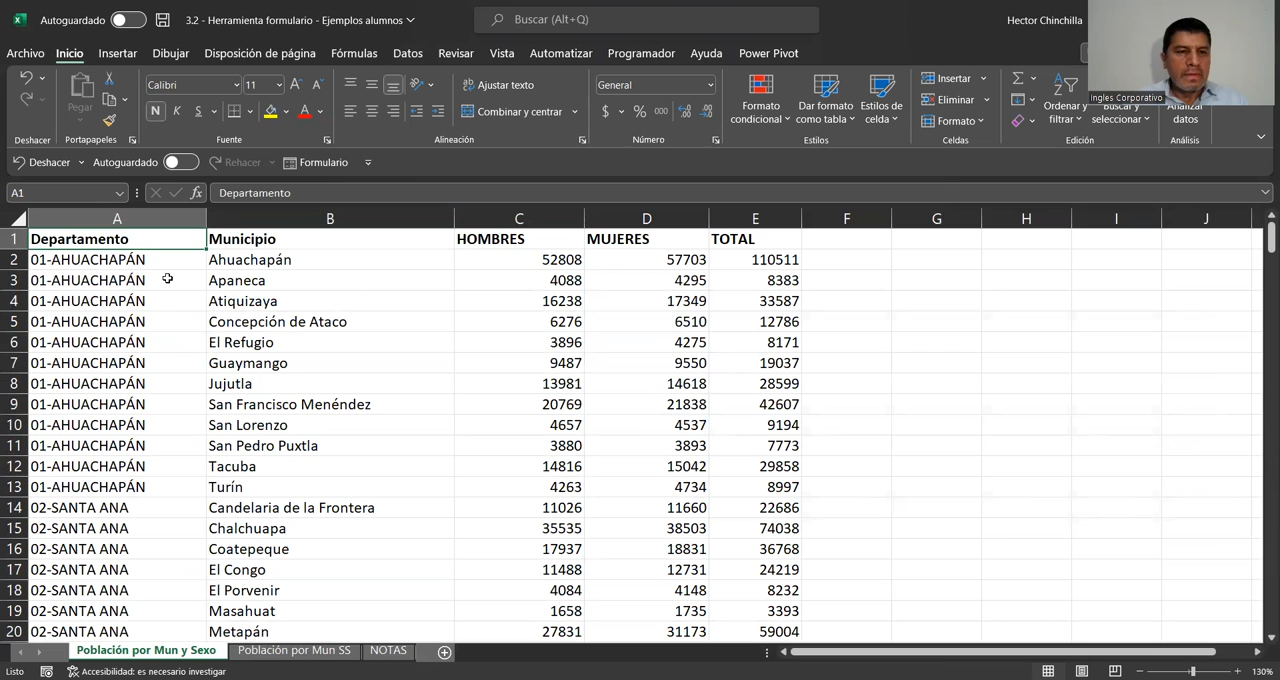 Autoguardado 3.2 - Herramienta formulario - Ejemplos alumnos Buscar (Alt+Q) Hector Chinchilla
Archivo Inicio Insertar Dibujar Disposición de página Fórmulas Datos Revisar Vista Automatizar Programador Ayuda Power Pivot
Pegar
Calibri 11
N K S
Ajustar texto
Combinar y centrar
General
$ % 000
Formato condicional
Dar formato como tabla
Estilos de celda
Insertar
Eliminar
Formato
Ordenar y filtrar
Buscar y seleccionar
Analizar datos
Ingles Corporativo
Deshacer Portapapeles Fuente Alineación Número Estilos Celdas Edición Análisis
Deshacer Autoguardado Rehacer Formulario
A1 fx Departamento
A B C D E F G H I J
1 Departamento Municipio HOMBRES MUJERES TOTAL
2 01-AHUACHAPÁN Ahuachapán 52808 57703 110511
3 01-AHUACHAPÁN Apaneca 4088 4295 8383
4 01-AHUACHAPÁN Atiquizaya 16238 17349 33587
5 01-AHUACHAPÁN Concepción de Ataco 6276 6510 12786
6 01-AHUACHAPÁN El Refugio 3896 4275 8171
7 01-AHUACHAPÁN Guaymango 9487 9550 19037
8 01-AHUACHAPÁN Jujutla 13981 14618 28599
9 01-AHUACHAPÁN San Francisco Menéndez 20769 21838 42607
10 01-AHUACHAPÁN San Lorenzo 4657 4537 9194
11 01-AHUACHAPÁN San Pedro Puxtla 3880 3893 7773
12 01-AHUACHAPÁN Tacuba 14816 15042 29858
13 01-AHUACHAPÁN Turín 4263 4734 8997
14 02-SANTA ANA Candelaria de la Frontera 11026 11660 22686
15 02-SANTA ANA Chalchuapa 35535 38503 74038
16 02-SANTA ANA Coatepeque 17937 18831 36768
17 02-SANTA ANA El Congo 11488 12731 24219
18 02-SANTA ANA El Porvenir 4084 4148 8232
19 02-SANTA ANA Masahuat 1658 1735 3393
20 02-SANTA ANA Metapán 27831 31173 59004
Población por Mun y Sexo Población por Mun SS NOTAS
Listo Accesibilidad: es necesario investigar 130%